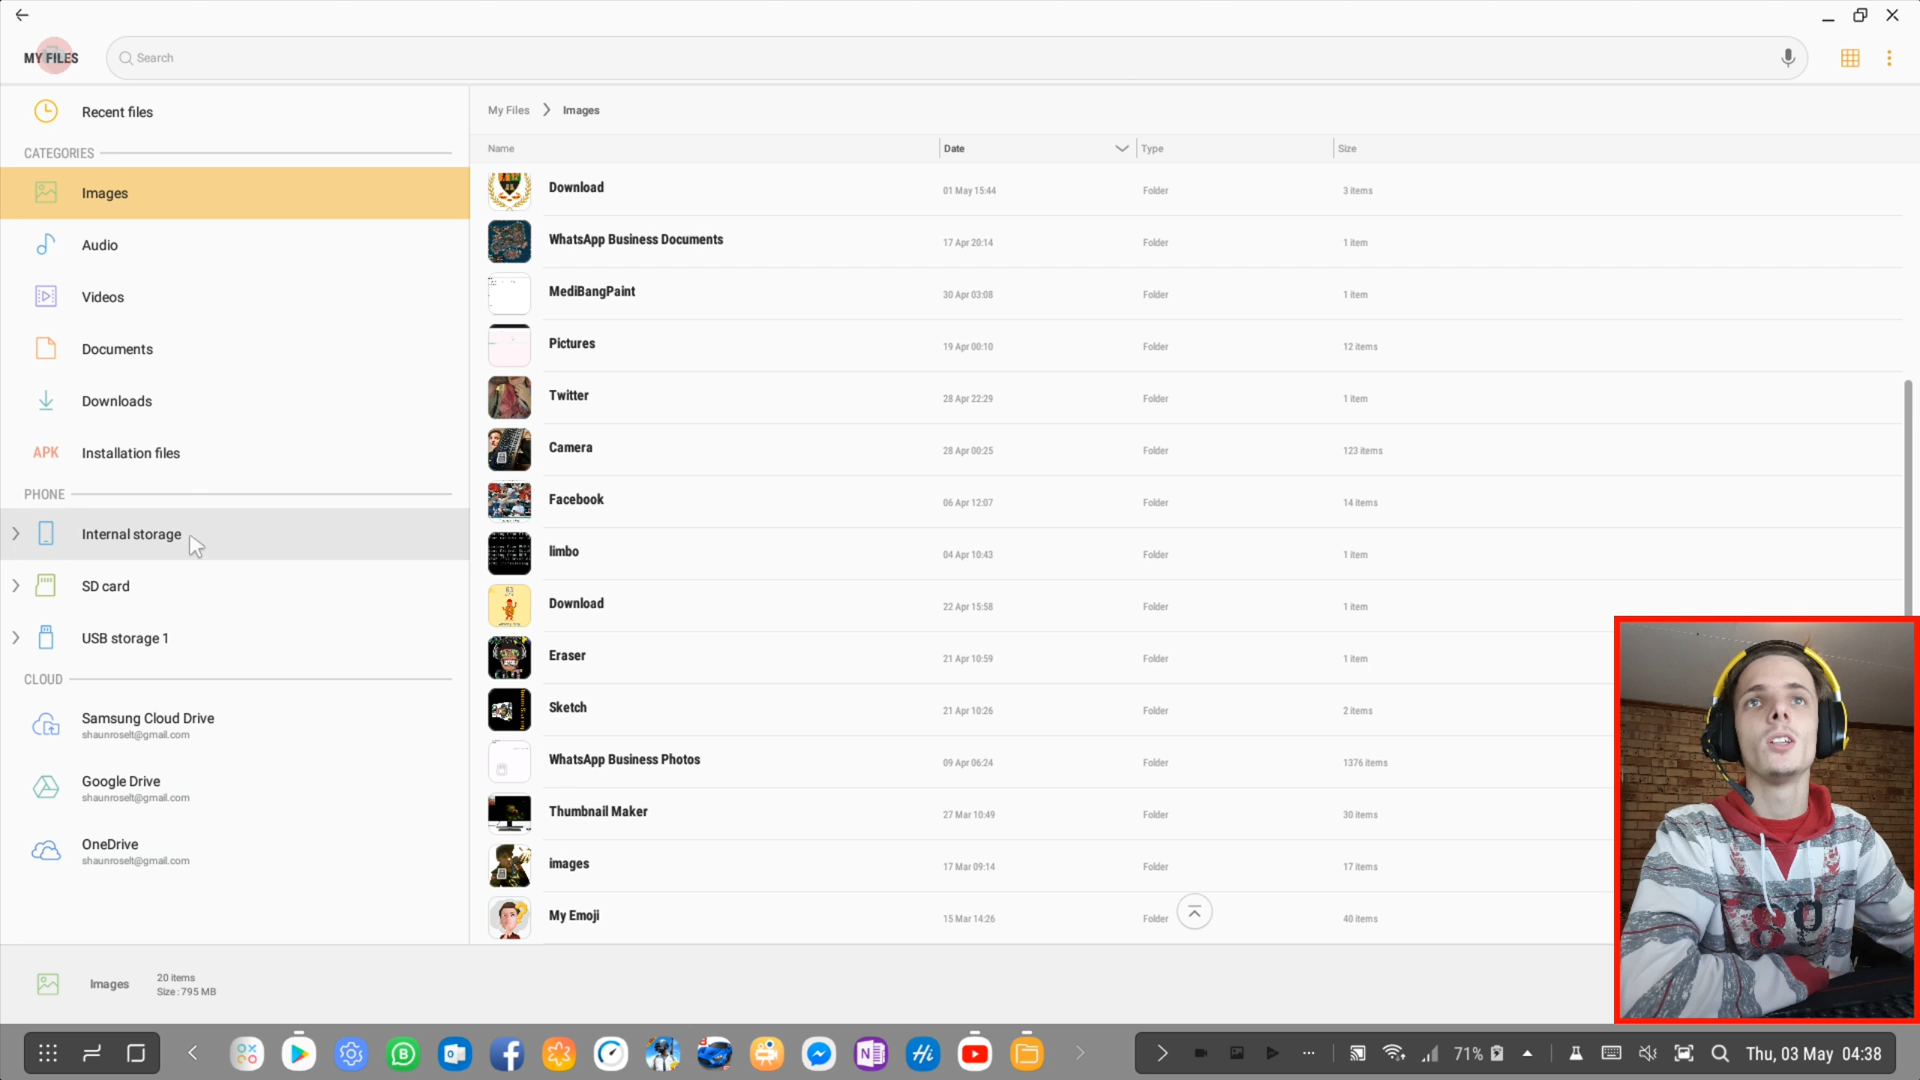 MY FILES
Search
Recent files
CATEGORIES
Images
Audio
Videos
Documents
Downloads
APK Installation files
PHONE
Internal storage
SD card
USB storage 1
CLOUD
Samsung Cloud Drive
shaunroselt@gmail.com
Google Drive
shaunroselt@gmail.com
OneDrive
shaunroselt@gmail.com
My Files > Images
Name Date Type Size
Download 01 May 15:44 Folder 3 items
WhatsApp Business Documents 17 Apr 20:14 Folder 1 item
MediBangPaint 30 Apr 03:08 Folder 1 item
Pictures 19 Apr 00:10 Folder 12 items
Twitter 28 Apr 22:29 Folder 1 item
Camera 28 Apr 00:25 Folder 123 items
Facebook 06 Apr 12:07 Folder 14 items
limbo 04 Apr 10:43 Folder 1 item
Download 22 Apr 15:58 Folder 1 item
Eraser 21 Apr 10:59 Folder 1 item
Sketch 21 Apr 10:26 Folder 2 items
WhatsApp Business Photos 09 Apr 06:24 Folder 1376 items
Thumbnail Maker 27 Mar 10:49 Folder 30 items
images 17 Mar 09:14 Folder 17 items
My Emoji 15 Mar 14:26 Folder 40 items
Images 20 items
Size : 795 MB
Hi
71%
Thu, 03 May 04:38